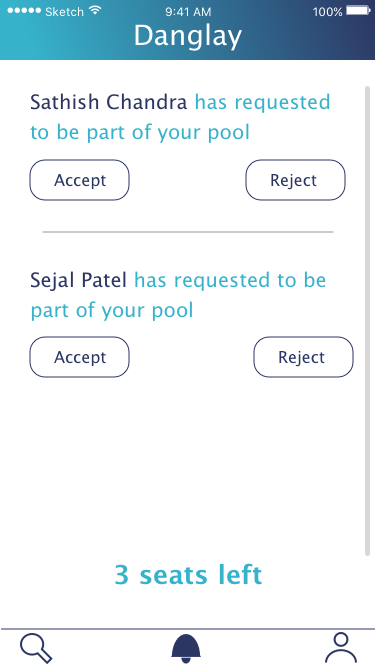 Sketch 9:41 AM 100%
Danglay
Sathish Chandra has requested
to be part of your pool
Accept Reject
Sejal Patel has requested to be
part of your pool
Accept Reject
3 seats left